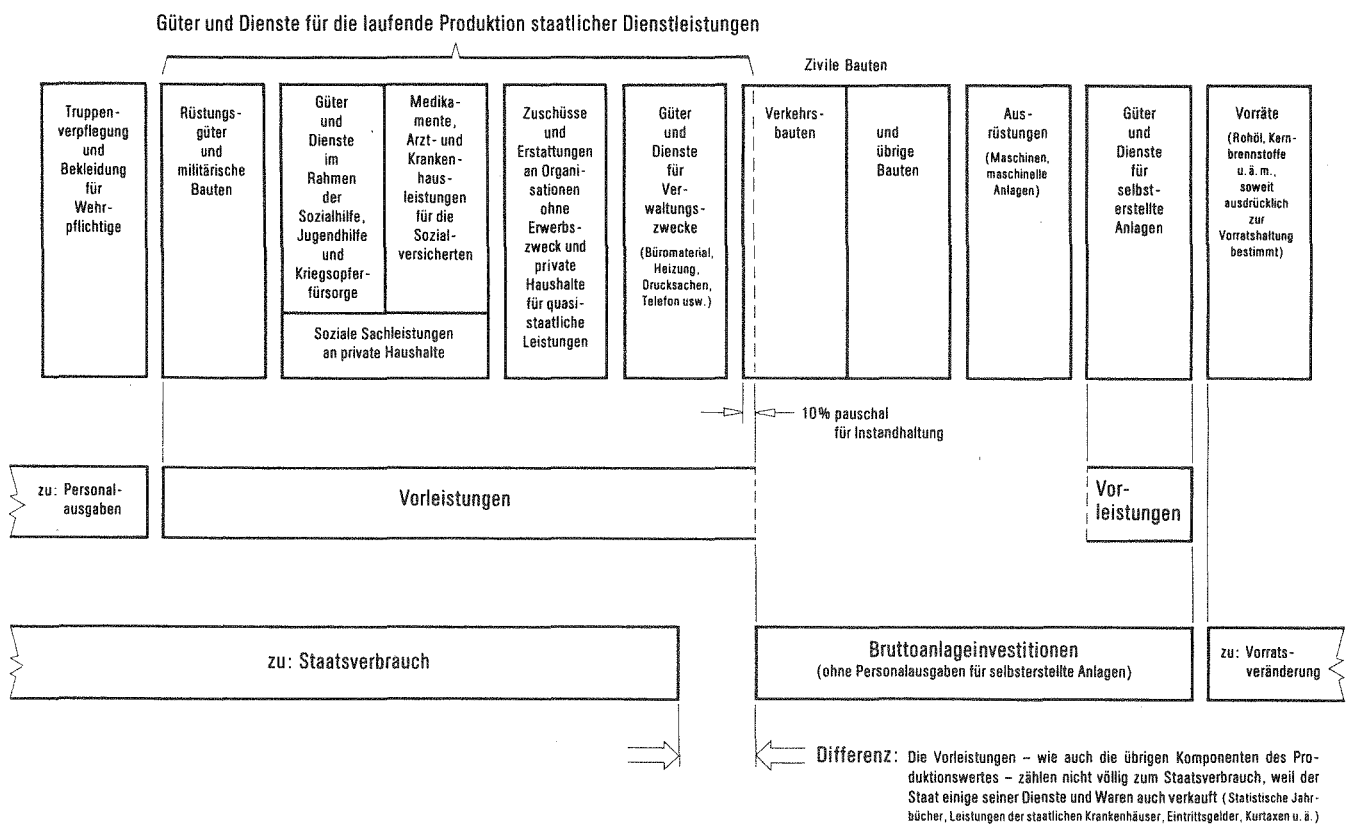 Güter und Dienste für die laufende Produktion staatlicher Dienstleistungen
Zivile Bauten
Truppen-
verpflegung
und
Bekleidung
für
Wehr-
pflichtige
Rüstungs-
güter
und
militärische
Bauten
Güter
und
Dienste
im
Rahmen
der
Sozialhilfe,
Jugendhilfe
und
Kriegsopfer-
fürsorge
Medika-
mente,
Arzt- und
Kranken-
haus-
leistungen
für die
Sozial-
versicherten
Soziale Sachleistungen
an private Haushalte
Zuschüsse
und
Erstattungen
an Organi-
sationen
ohne
Erwerbs-
zweck und
private
Haushalte
für quasi-
staatliche
Leistungen
Güter
und
Dienste
für
Ver-
waltungs-
zwecke
(Büromaterial,
Heizung,
Drucksachen,
Telefon usw.)
Verkehrs-
bauten
und
übrige
Bauten
Aus-
rüstungen
(Maschinen,
maschinelle
Anlagen)
Güter
und
Dienste
für
selbst-
erstellte
Anlagen
Vorräte
(Rohöl, Kern-
brennstoffe
u. ä. m.,
soweit
ausdrücklich
zur
Vorratshaltung
bestimmt)
10% pauschal
für Instandhaltung
zu: Personal-
ausgaben
Vorleistungen
Vor-
leistungen
zu: Staatsverbrauch
Bruttoanlageinvestitionen
(ohne Personalausgaben für selbsterstellte Anlagen)
zu: Vorrats-
veränderung
Differenz: Die Vorleistungen – wie auch die übrigen Komponenten des Pro-
duktionswertes – zählen nicht völlig zum Staatsverbrauch, weil der
Staat einige seiner Dienste und Waren auch verkauft (Statistische Jahr-
bücher, Leistungen der staatlichen Krankenhäuser, Eintrittsgelder, Kurtaxen u. ä.)